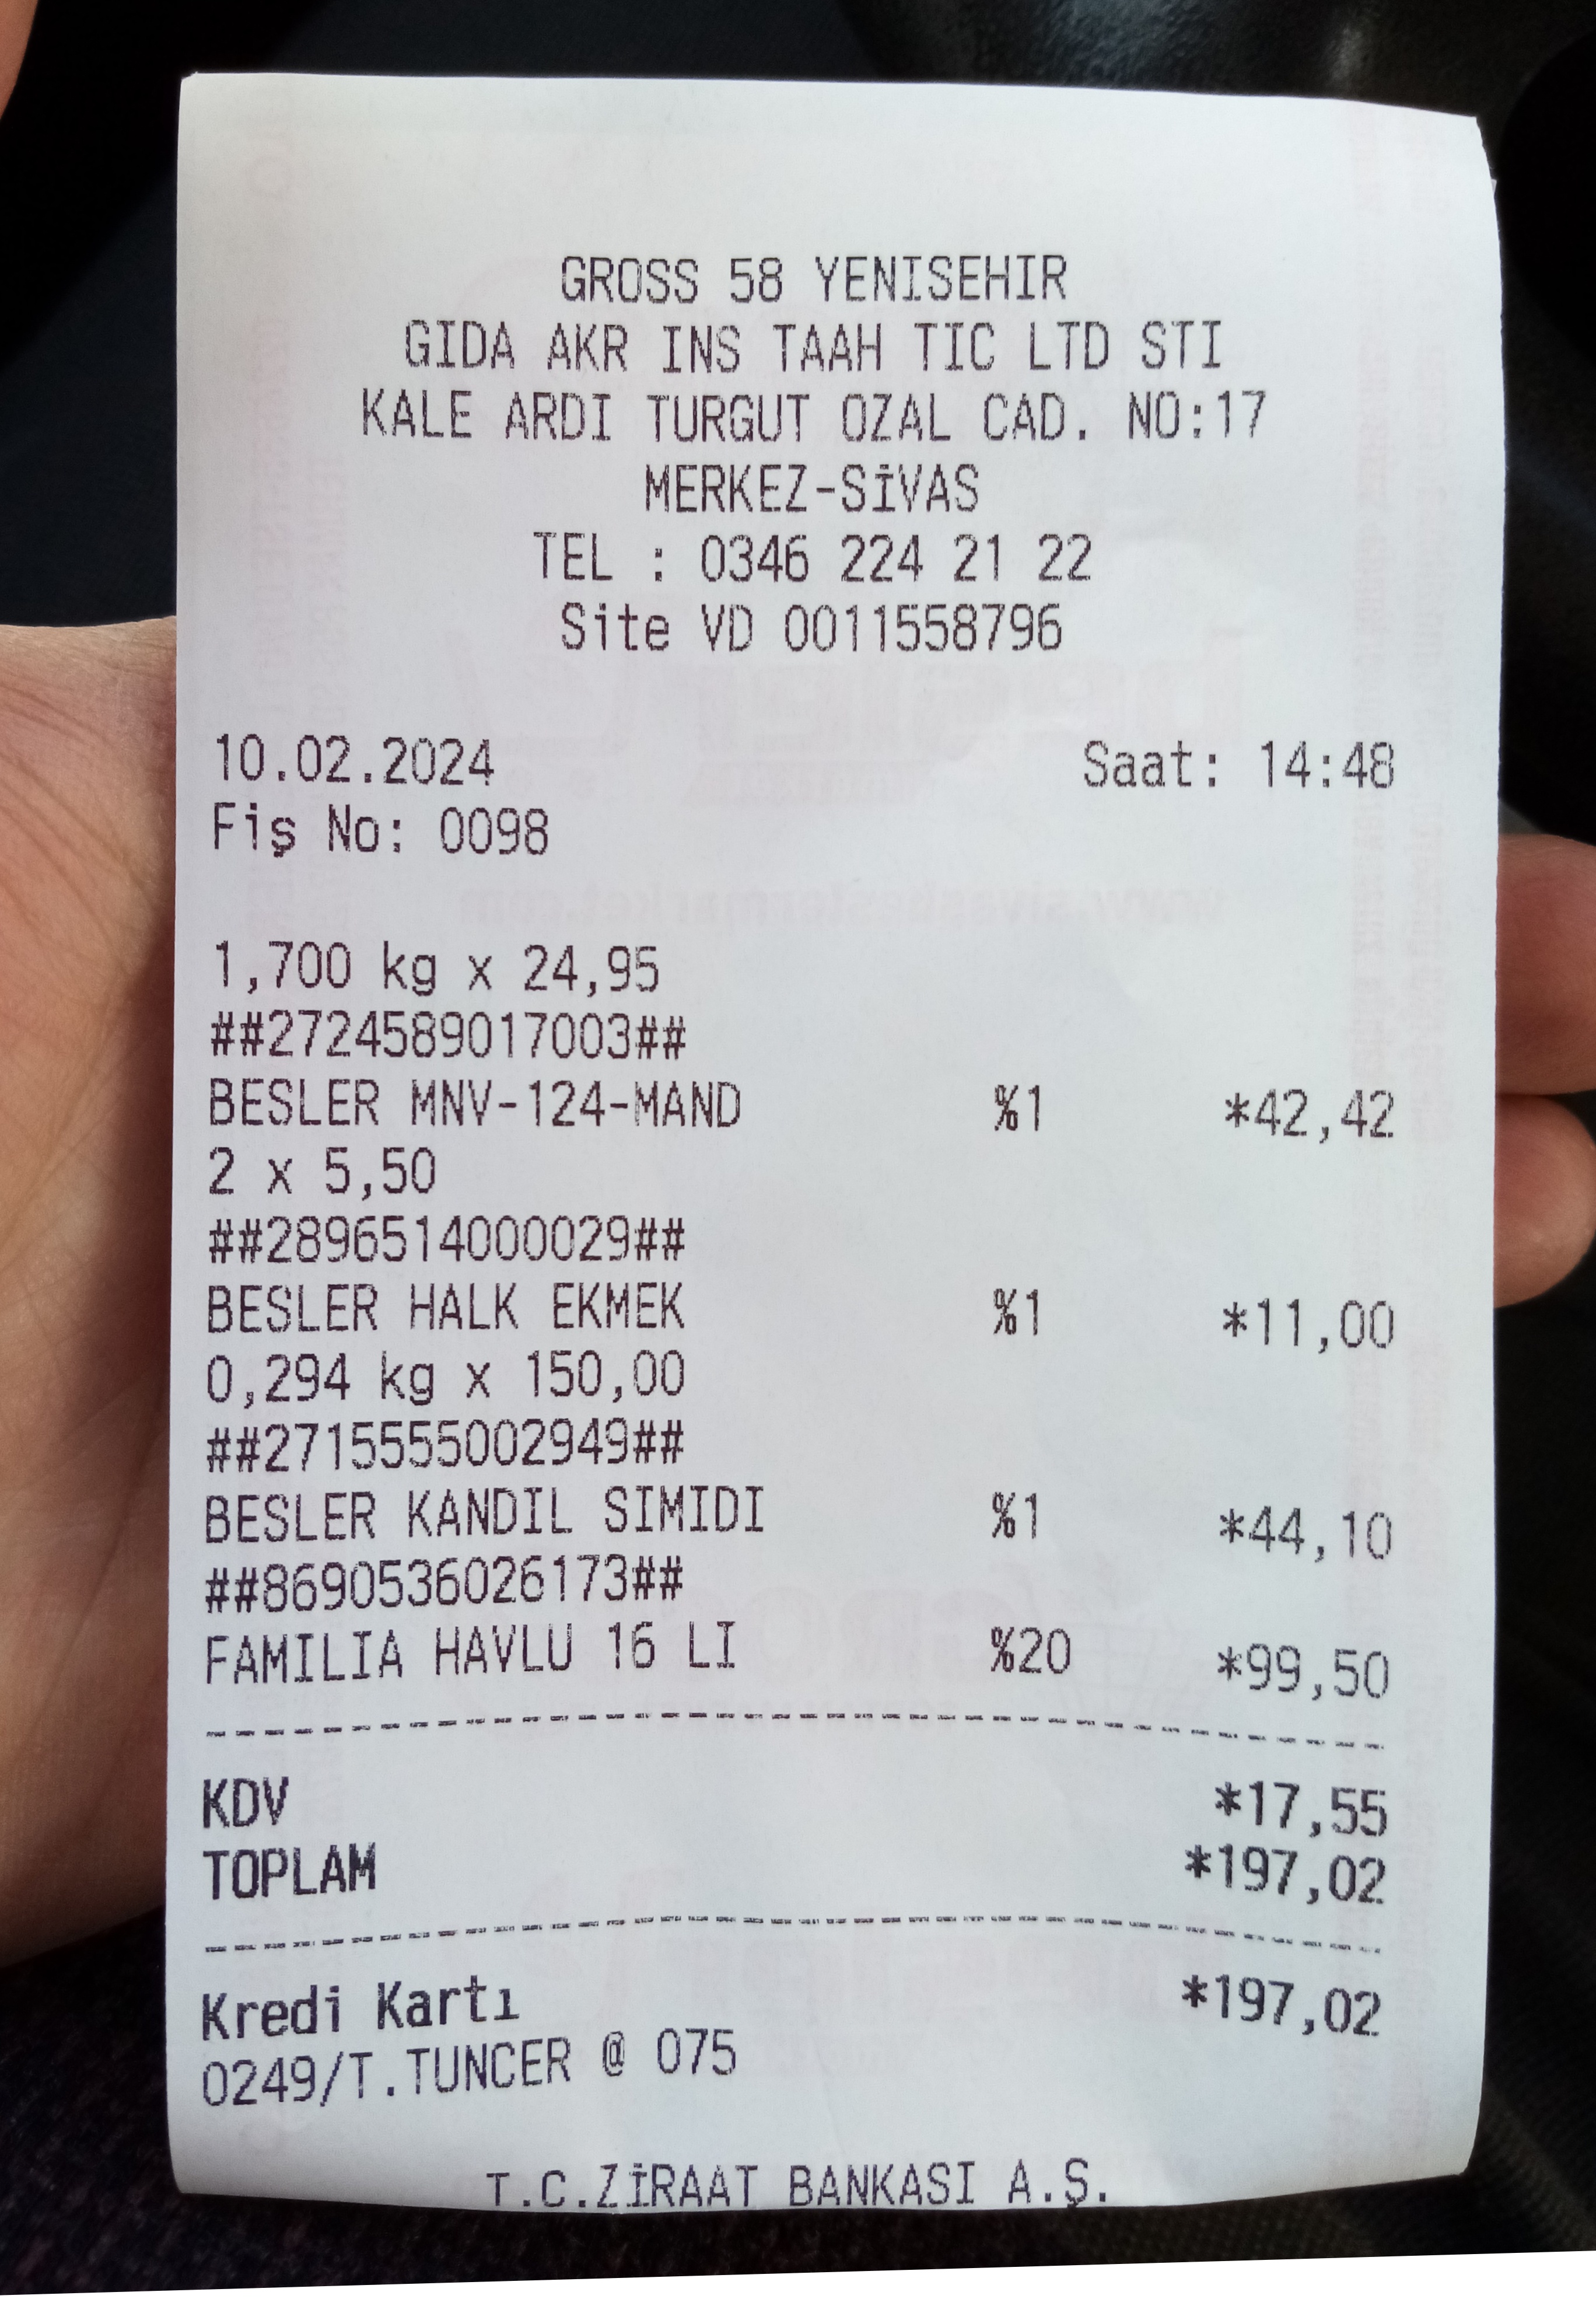 GROSS 58 YENISEHIR
GIDA AKR INS TAAH TIC LTD STI
KALE ARDI TURGUT OZAL CAD. NO:17
MERKEZ-SİVAS
TEL : 0346 224 21 22
Site VD 0011558796
10.02.2024 Saat: 14:48
Fiş No: 0098
1,700 kg x 24,95
##2724589017003##
BESLER MNV-124-MAND %1 *42,42
2 x 5,50
##2896514000029##
BESLER HALK EKMEK %1 *11,00
0,294 kg x 150,00
##2715555002949##
BESLER KANDIL SIMIDI %1 *44,10
##8690536026173##
FAMILIA HAVLU 16 LI %20 *99,50
KDV *17,55
TOPLAM *197,02
Kredi Kartı *197,02
0249/T.TUNCER @ 075
T.C.ZİRAAT BANKASI A.Ş.